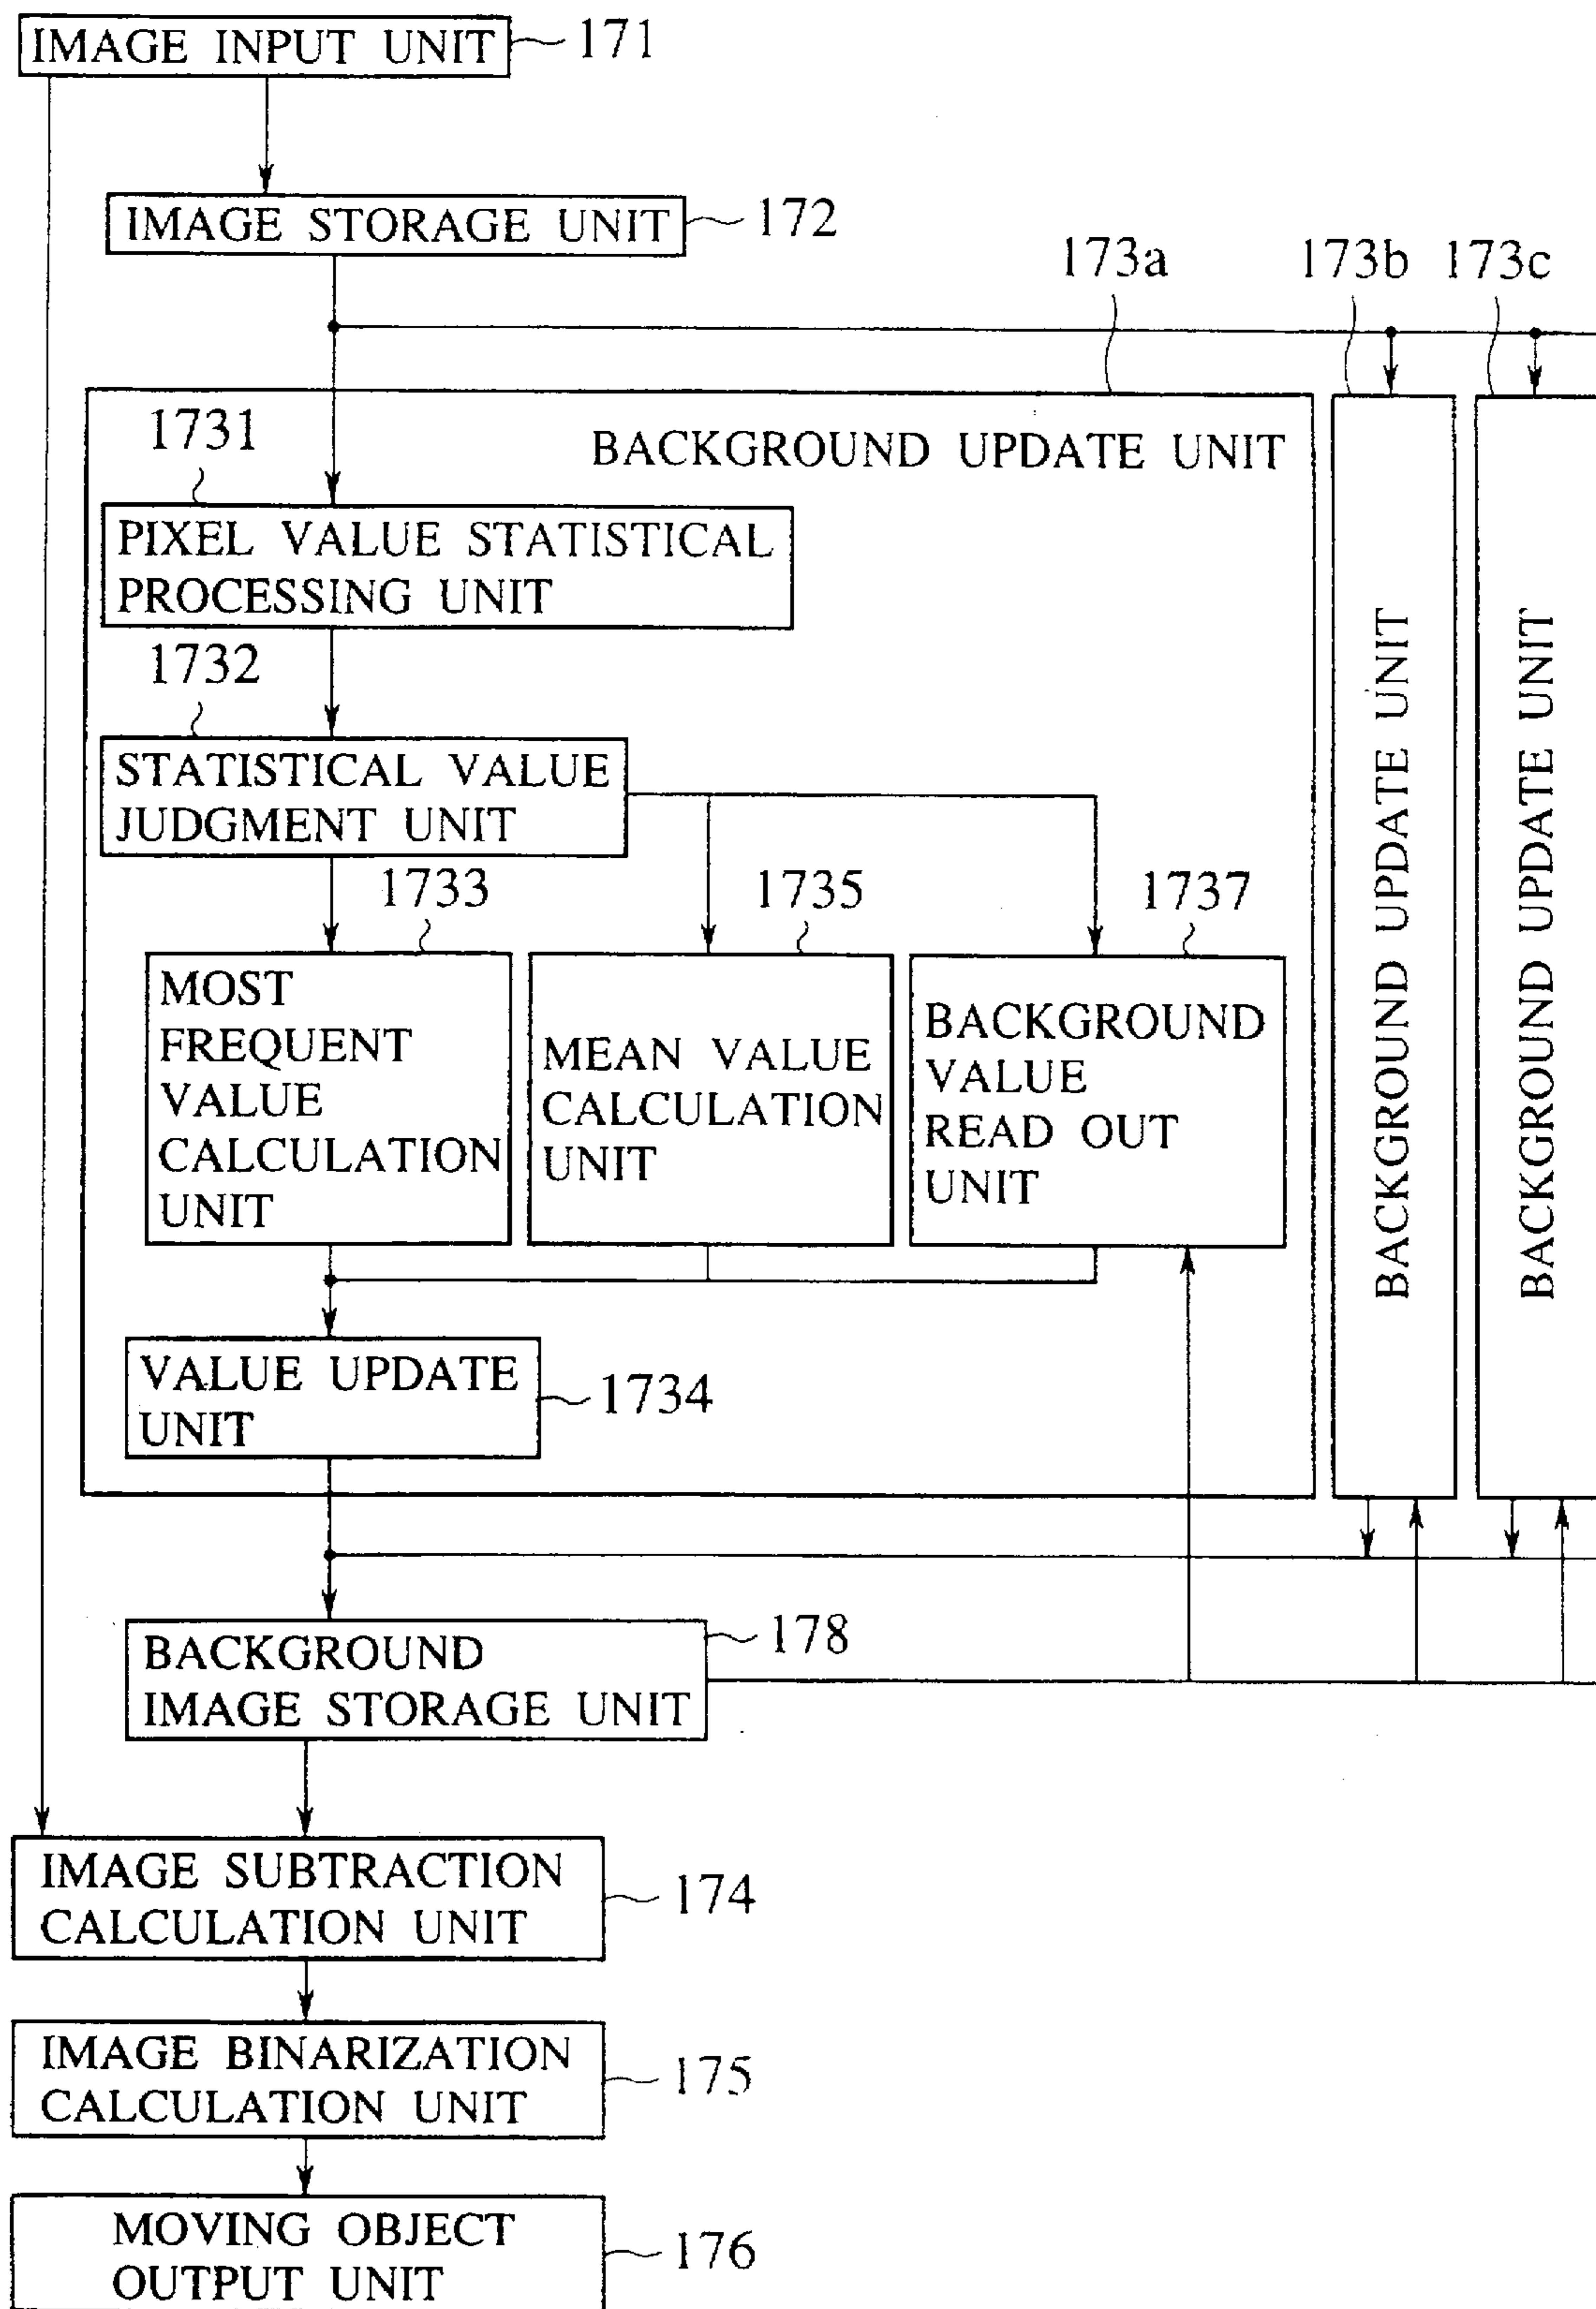 IMAGE INPUT UNIT
171
IMAGE STORAGE UNIT
172
173a
173b
173c
BACKGROUND UPDATE UNIT
1731
PIXEL VALUE STATISTICAL
PROCESSING UNIT
1732
STATISTICAL VALUE
JUDGMENT UNIT
1733
MOST
FREQUENT
VALUE
CALCULATION
UNIT
1735
MEAN VALUE
CALCULATION
UNIT
1737
BACKGROUND
VALUE
READ OUT
UNIT
VALUE UPDATE
UNIT
1734
BACKGROUND UPDATE UNIT
BACKGROUND UPDATE UNIT
BACKGROUND
IMAGE STORAGE UNIT
178
IMAGE SUBTRACTION
CALCULATION UNIT
174
IMAGE BINARIZATION
CALCULATION UNIT
175
MOVING OBJECT
OUTPUT UNIT
176